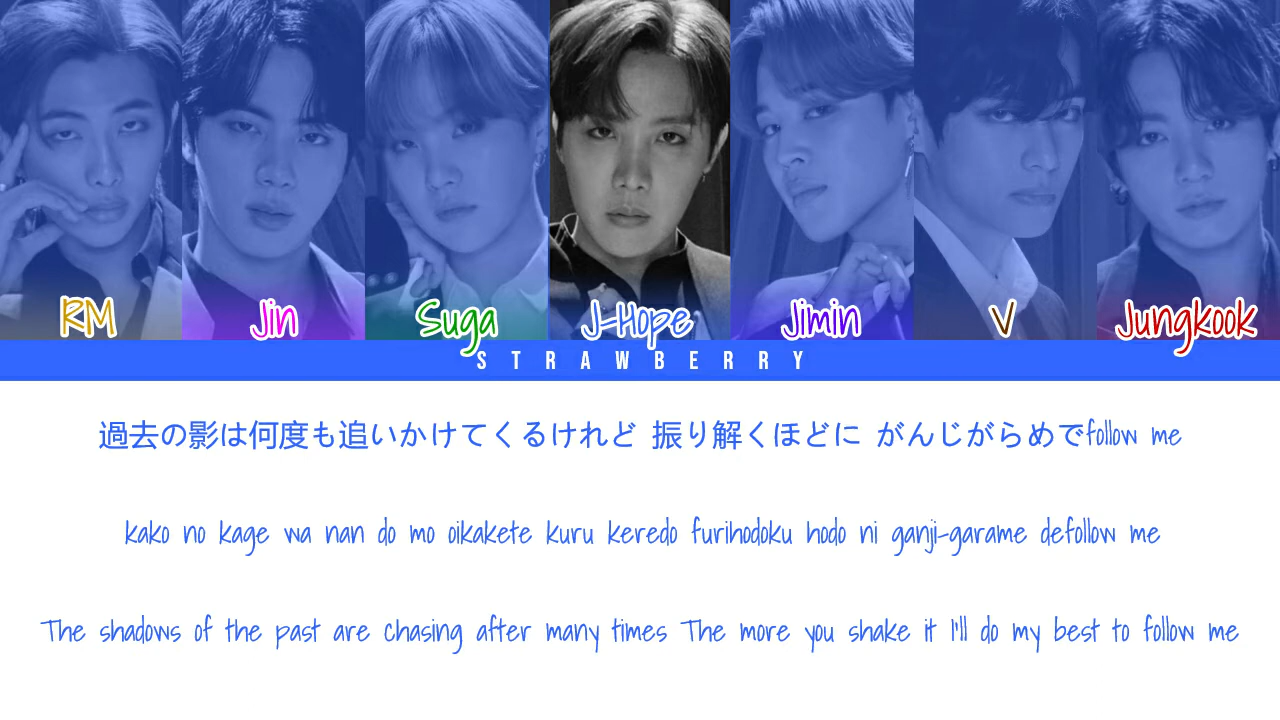 RM Jin Suga J-Hope Jimin V Jungkook
STRAWBERRY
過去の影は何度も追いかけてくるけれど 振り解くほどに がんじがらめでfollow me
kako no kage wa nan do mo oikakete kuru keredo furihodoku hodo ni ganji-garame defollow me
The shadows of the past are chasing after many times The more you shake it I'll do my best to follow me